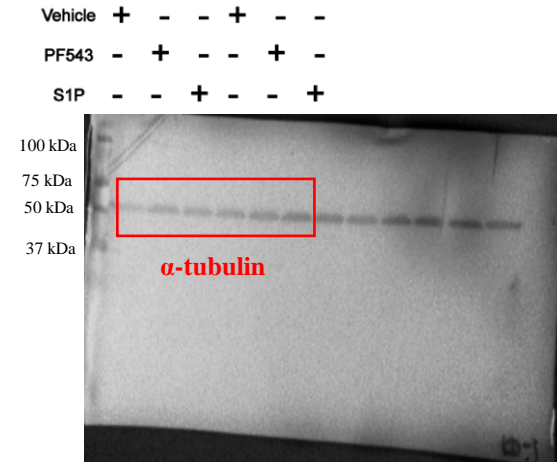 Vehicle + - - + - -
PF543 - + - - + -
S1P - - + - - +
100 kDa
75 kDa
50 kDa
37 kDa
α-tubulin